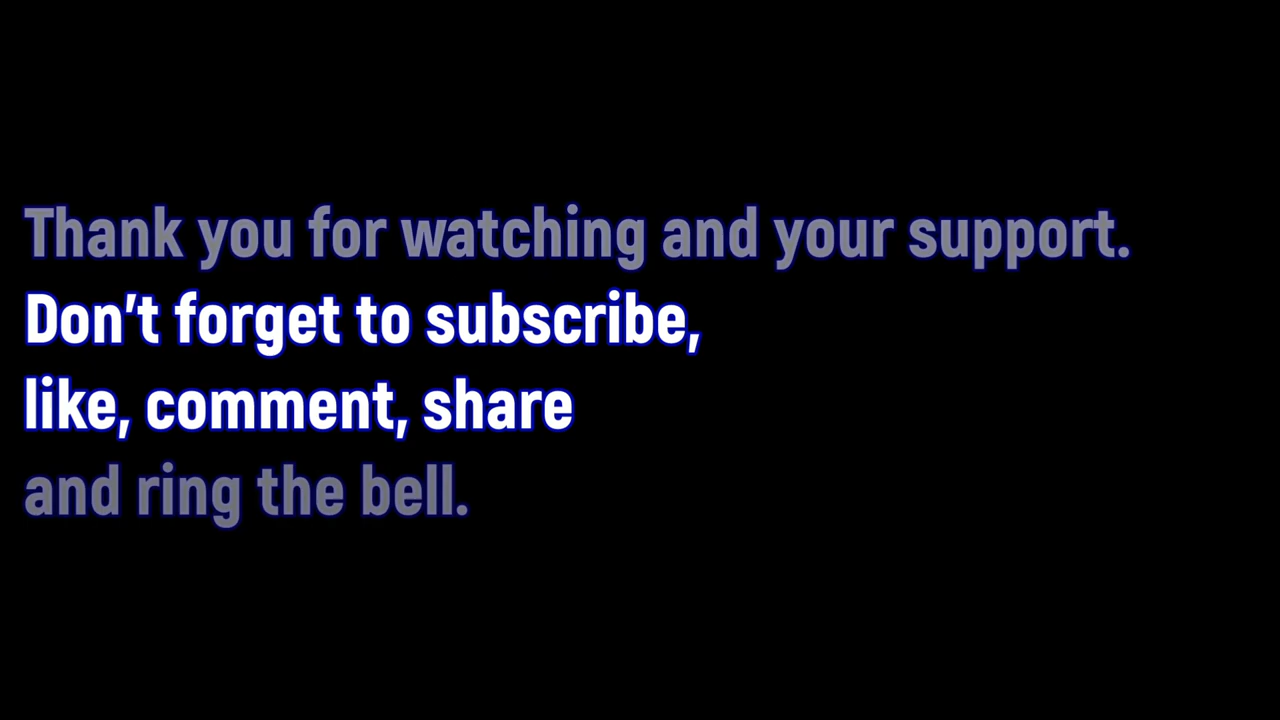 Thank you for watching and your support.
Don’t forget to subscribe,
like, comment, share
and ring the bell.